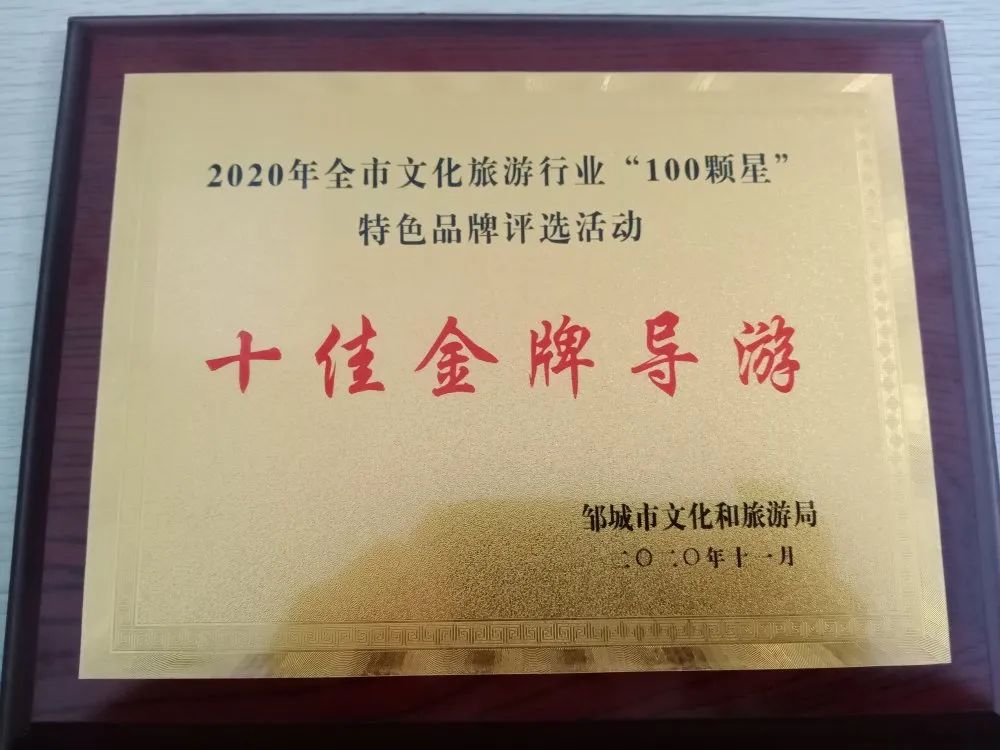 2020年全市文化旅游行业“100颗星”
特色品牌评选活动
十佳金牌导游
邹城市文化和旅游局
二〇二〇年十一月